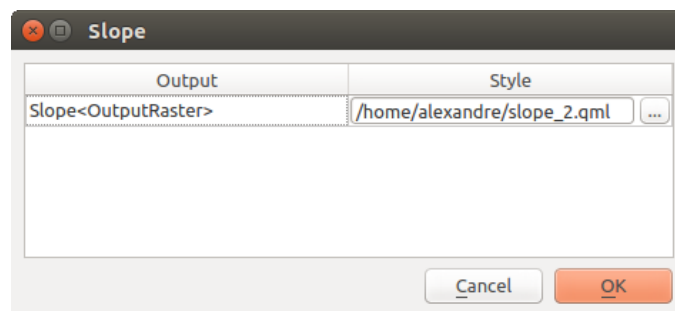 Slope
Output Style
Slope<OutputRaster> /home/alexandre/slope_2.qml ...
Cancel OK